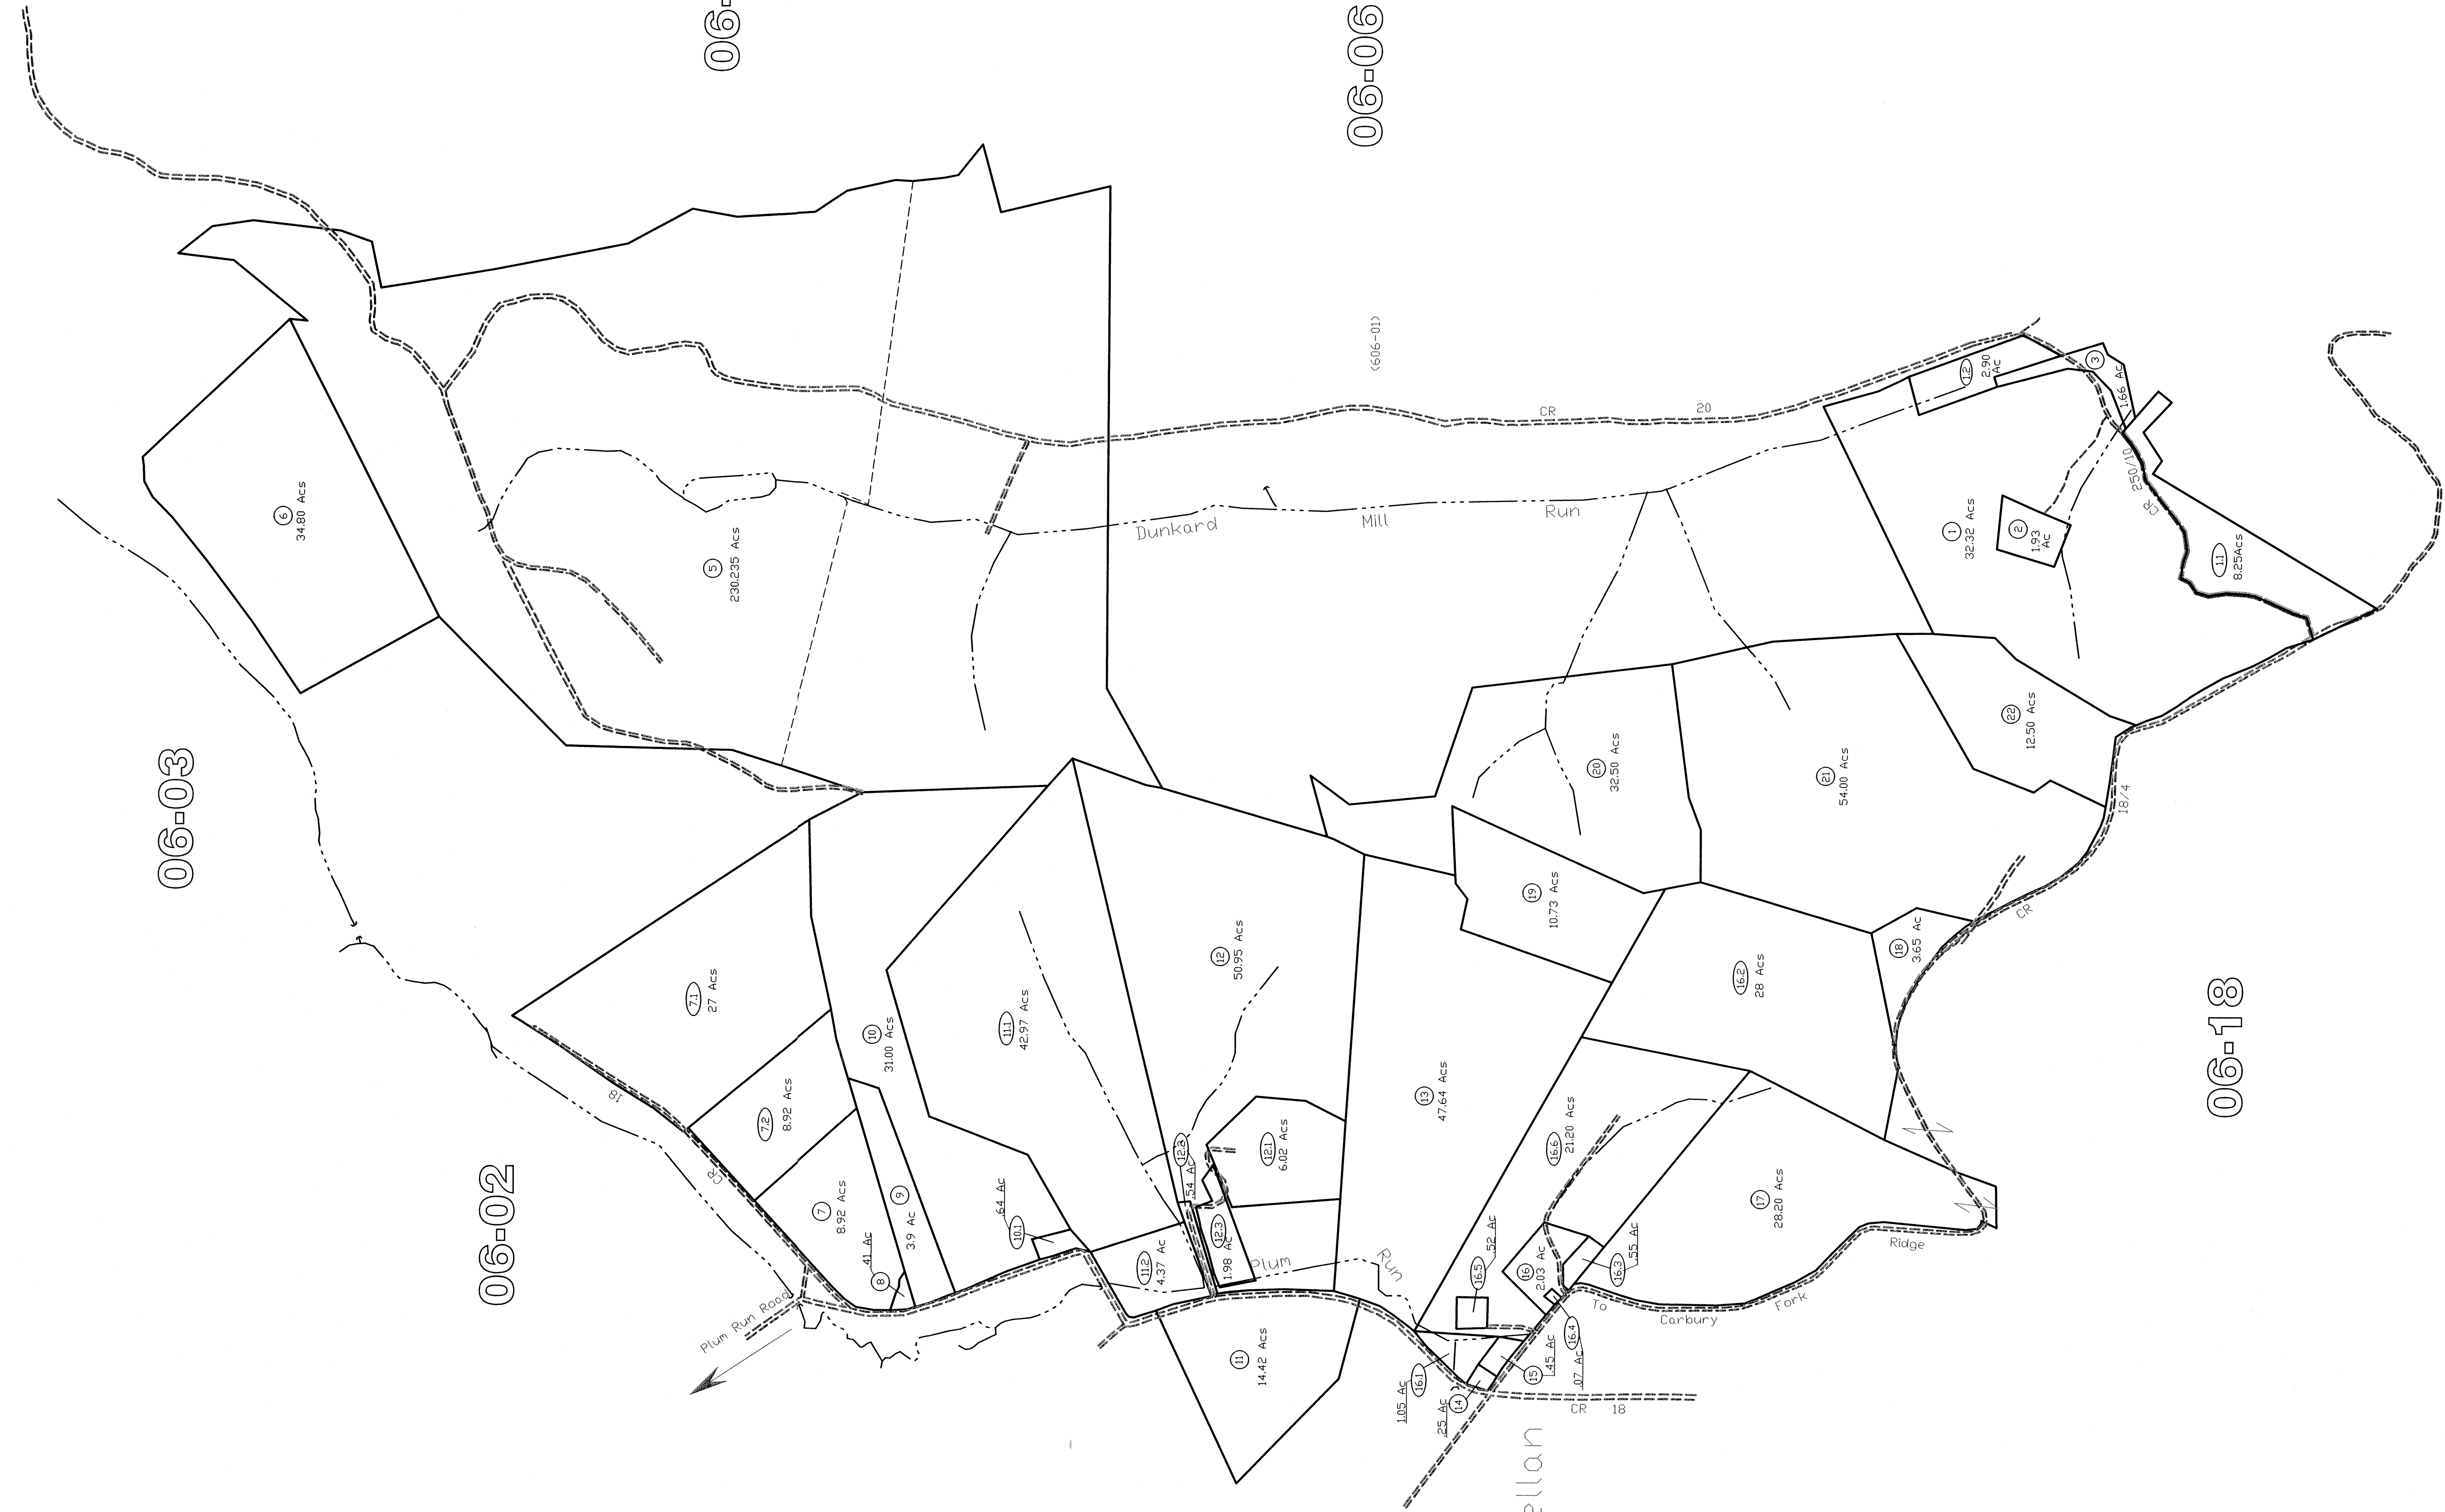 06-
06-06
06-03
06-02
06-18
(606-01)
6
34.80 Acs
5
230.235 Acs
CR 20
Dunkard Mill Run
1.2
2.90
Ac
3
1.66 Ac
CR 250/10
1
32.32 Acs
2
1.93
Ac
1.1
8.25Acs
22
12.50 Acs
20
32.50 Acs
21
54.00 Acs
18/4
CR
19
10.73 Acs
18
3.65 Ac
16.2
28 Acs
7.1
27 Acs
10
31.00 Acs
11.1
42.97 Acs
12
50.95 Acs
13
47.64 Acs
18
CR
7.2
8.92 Acs
7
8.92 Acs
9
3.9 Ac
.41 Ac
8
.64 Ac
10.1
11.2
4.37 Ac
12.2
.54 Ac
12.3
1.98 Ac
12.1
6.02 Acs
Plum Run
16.6
21.20 Acs
17
28.20 Acs
16.5
.52 Ac
16
2.03 Ac
16.3
.55 Ac
16.4
.07 Ac
15
.45 Ac
14
.25 Ac
16.1
1.05 Ac
11
14.42 Acs
Plum Run Road
To Carbury Fork Ridge
CR 18
ellan